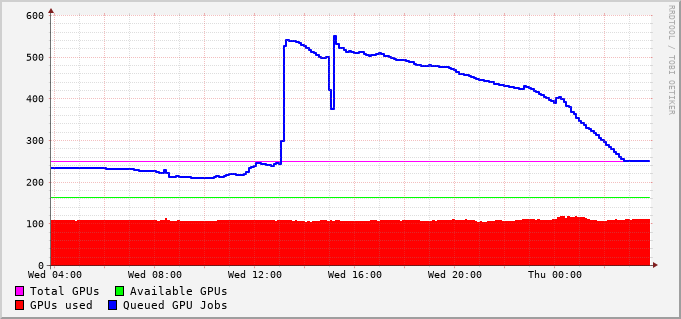 600
500
400
300
200
100
0
Wed 04:00 Wed 08:00 Wed 12:00 Wed 16:00 Wed 20:00 Thu 00:00
Total GPUs Available GPUs
GPUs used Queued GPU Jobs
RRDTOOL / TOBI OETIKER